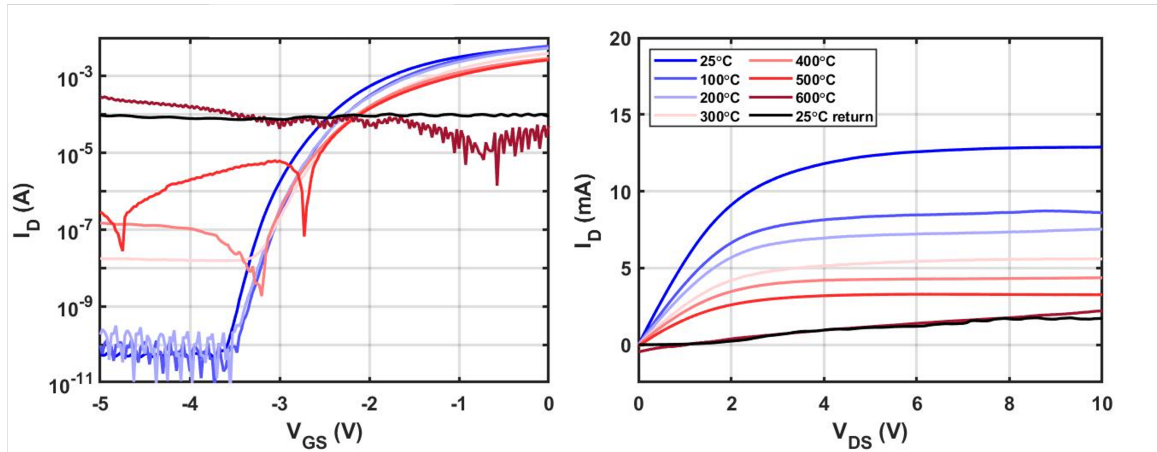 10⁻³
10⁻⁵
10⁻⁷
10⁻⁹
10⁻¹¹
I_D (A)
-5 -4 -3 -2 -1 0
V_GS (V)
20
15
10
5
0
I_D (mA)
25°C 400°C
100°C 500°C
200°C 600°C
300°C 25°C return
0 2 4 6 8 10
V_DS (V)